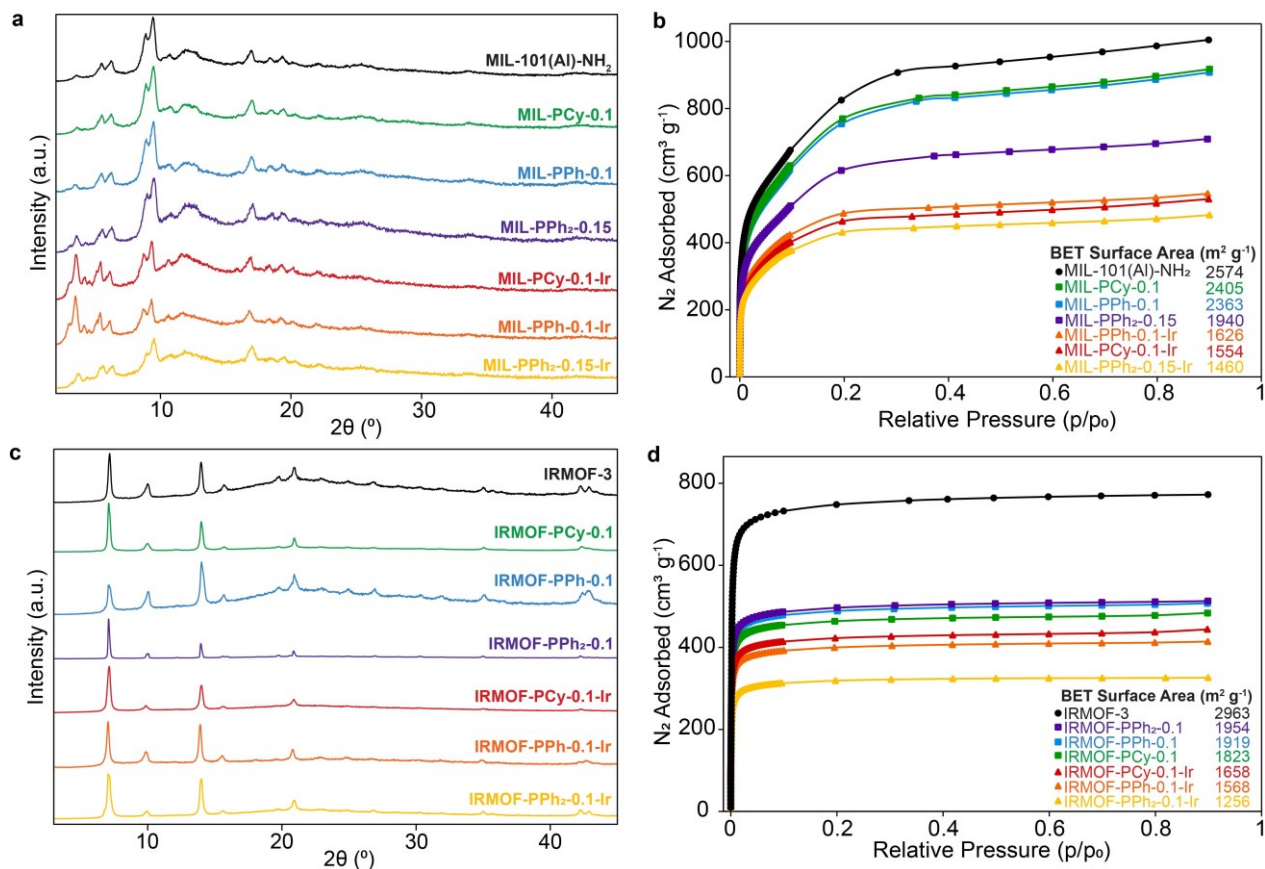 a
Intensity (a.u.)
MIL-101(Al)-NH₂
MIL-PCy-0.1
MIL-PPh-0.1
MIL-PPh₂-0.15
MIL-PCy-0.1-Ir
MIL-PPh-0.1-Ir
MIL-PPh₂-0.15-Ir
10 20 30 40
2θ (º)
b
N₂ Adsorbed (cm³ g⁻¹)
1000
800
600
400
200
0
BET Surface Area (m² g⁻¹)
MIL-101(Al)-NH₂ 2574
MIL-PCy-0.1 2405
MIL-PPh-0.1 2363
MIL-PPh₂-0.15 1940
MIL-PPh-0.1-Ir 1626
MIL-PCy-0.1-Ir 1554
MIL-PPh₂-0.15-Ir 1460
0 0.2 0.4 0.6 0.8 1
Relative Pressure (p/p₀)
c
Intensity (a.u.)
IRMOF-3
IRMOF-PCy-0.1
IRMOF-PPh-0.1
IRMOF-PPh₂-0.1
IRMOF-PCy-0.1-Ir
IRMOF-PPh-0.1-Ir
IRMOF-PPh₂-0.1-Ir
10 20 30 40
2θ (º)
d
N₂ Adsorbed (cm³ g⁻¹)
800
600
400
200
0
BET Surface Area (m² g⁻¹)
IRMOF-3 2963
IRMOF-PPh₂-0.1 1954
IRMOF-PPh-0.1 1919
IRMOF-PCy-0.1 1823
IRMOF-PCy-0.1-Ir 1658
IRMOF-PPh-0.1-Ir 1568
IRMOF-PPh₂-0.1-Ir 1256
0 0.2 0.4 0.6 0.8 1
Relative Pressure (p/p₀)